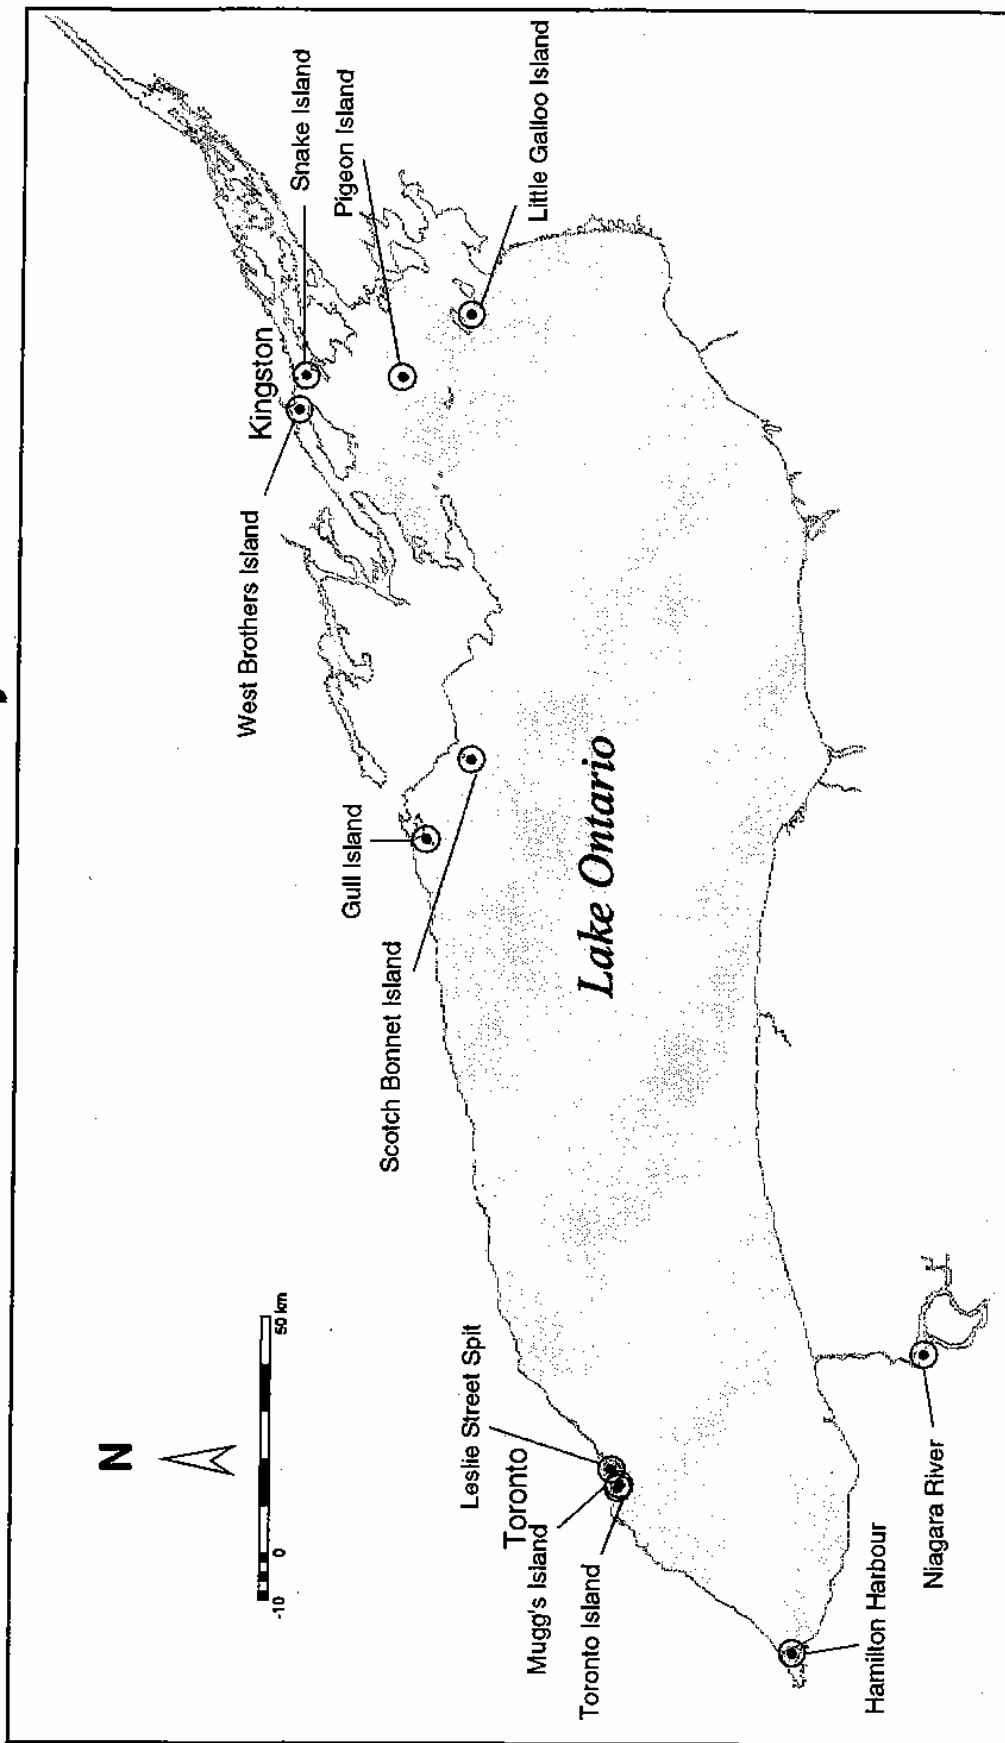 N
-10 0 50 km
Kingston
Snake Island
Pigeon Island
Little Galloo Island
West Brothers Island
Gull Island
Scotch Bonnet Island
Lake Ontario
Leslie Street Spit
Toronto
Mugg's Island
Toronto Island
Hamilton Harbour
Niagara River